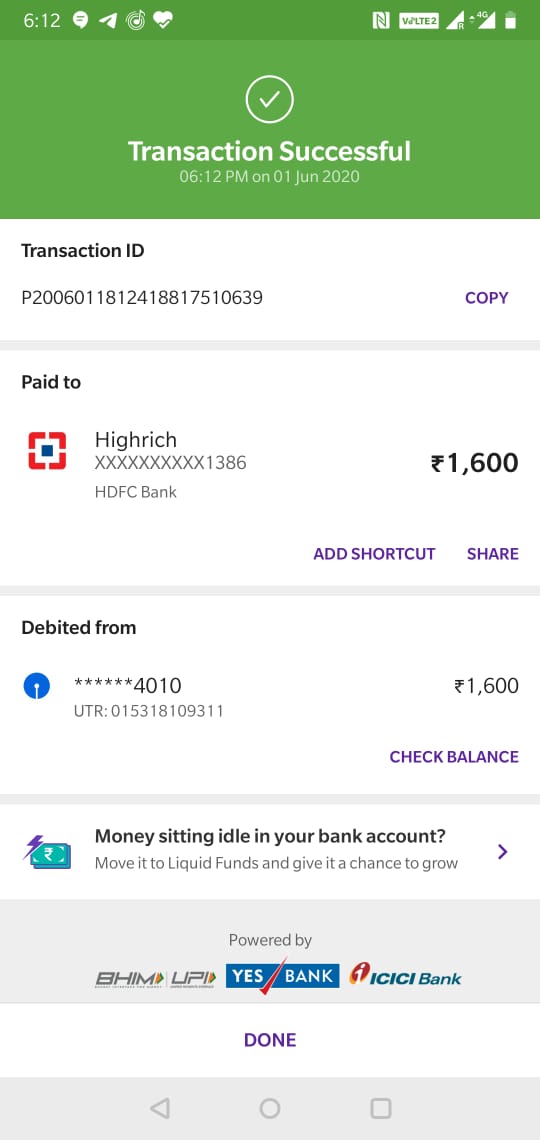 6:12 VoLTE2 4G R
Transaction Successful
06:12 PM on 01 Jun 2020
Transaction ID
P2006011812418817510639 COPY
Paid to
Highrich
XXXXXXXXXX1386 ₹1,600
HDFC Bank
ADD SHORTCUT SHARE
Debited from
******4010 ₹1,600
UTR: 015318109311
CHECK BALANCE
Money sitting idle in your bank account?
Move it to Liquid Funds and give it a chance to grow
Powered by
BHIM UPI YES BANK ICICI Bank
DONE